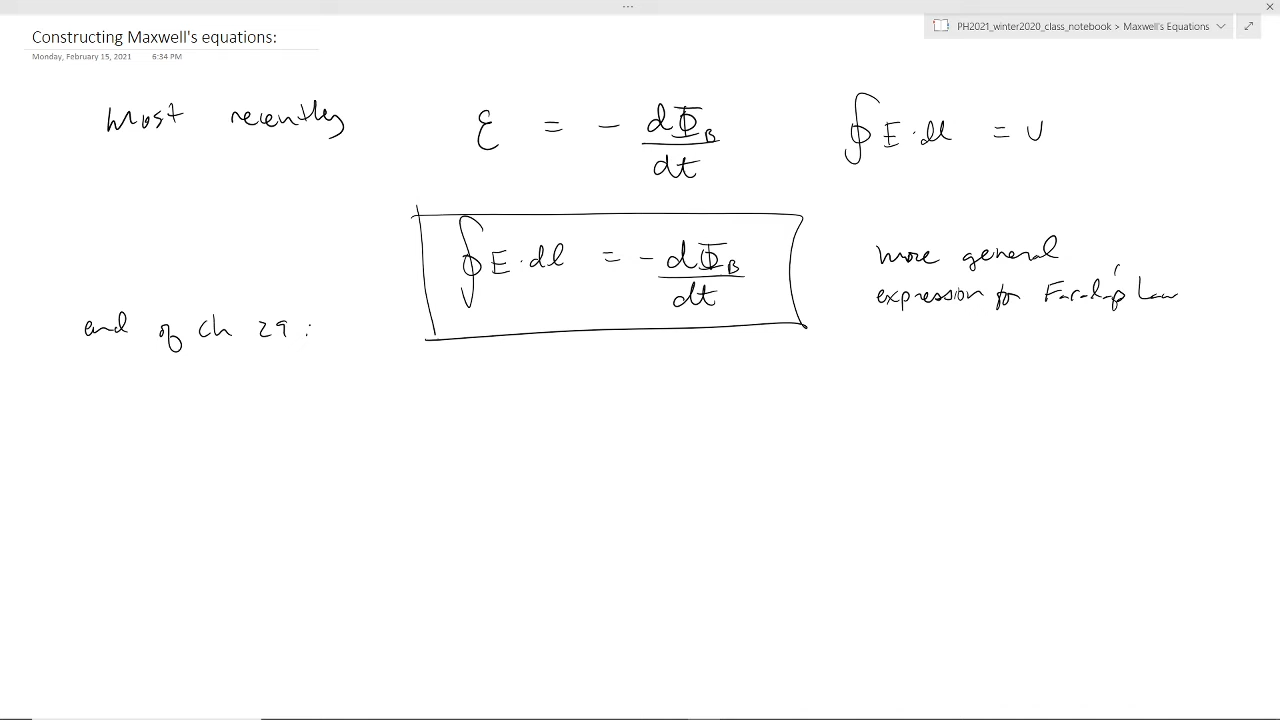 PH2021_winter2020_class_notebook > Maxwell's Equations
Constructing Maxwell's equations:
Monday, February 15, 2021 6:34 PM
Most recently ℰ = - dΦ_B/dt ∮E·dl = V
∮E·dl = - dΦ_B/dt
more general
expression for Faraday's Law
end of ch 29: